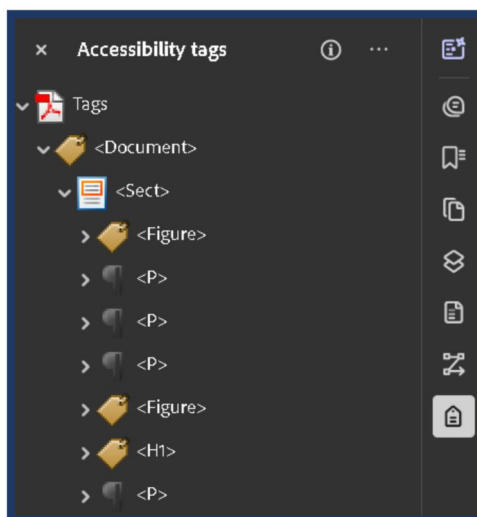 × Accessibility tags
Tags
<Document>
<Sect>
<Figure>
<P>
<P>
<P>
<Figure>
<H1>
<P>